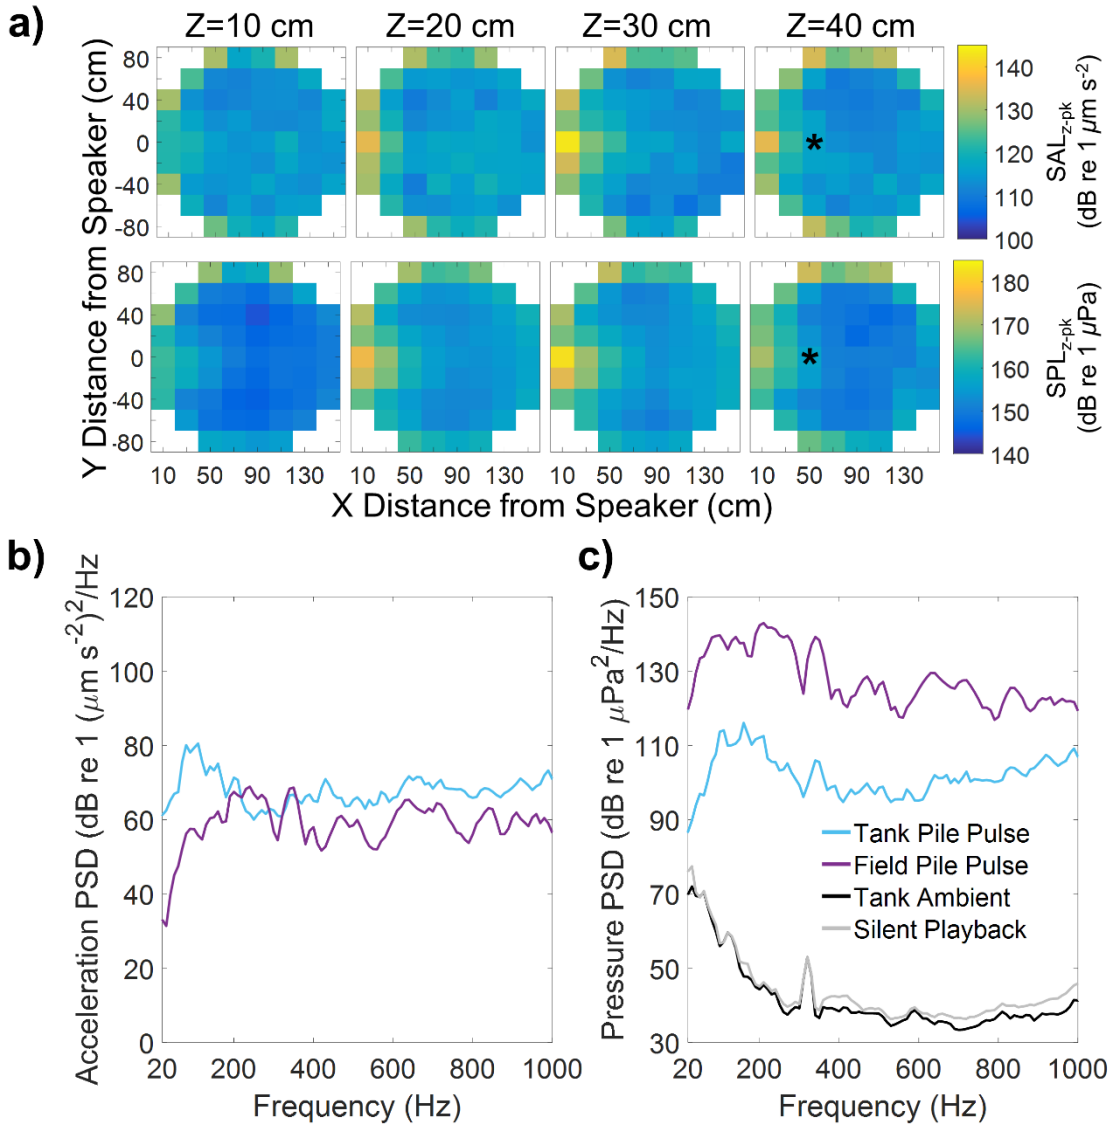 a)
Z=10 cm Z=20 cm Z=30 cm Z=40 cm
Y Distance from Speaker (cm)
80
40
0
-40
-80
*
140
130
120
110
100
SALz-pk
(dB re 1 μm s-2)
80
40
0
-40
-80
*
180
170
160
150
140
SPLz-pk
(dB re 1 μPa)
10 50 90 130 10 50 90 130 10 50 90 130 10 50 90 130
X Distance from Speaker (cm)
b)
Acceleration PSD (dB re 1 (μm s-2)2/Hz
120
100
80
60
40
20
0
20 200 400 600 800 1000
Frequency (Hz)
c)
Pressure PSD (dB re 1 μPa2/Hz)
150
130
110
90
70
50
30
Tank Pile Pulse
Field Pile Pulse
Tank Ambient
Silent Playback
20 200 400 600 800 1000
Frequency (Hz)